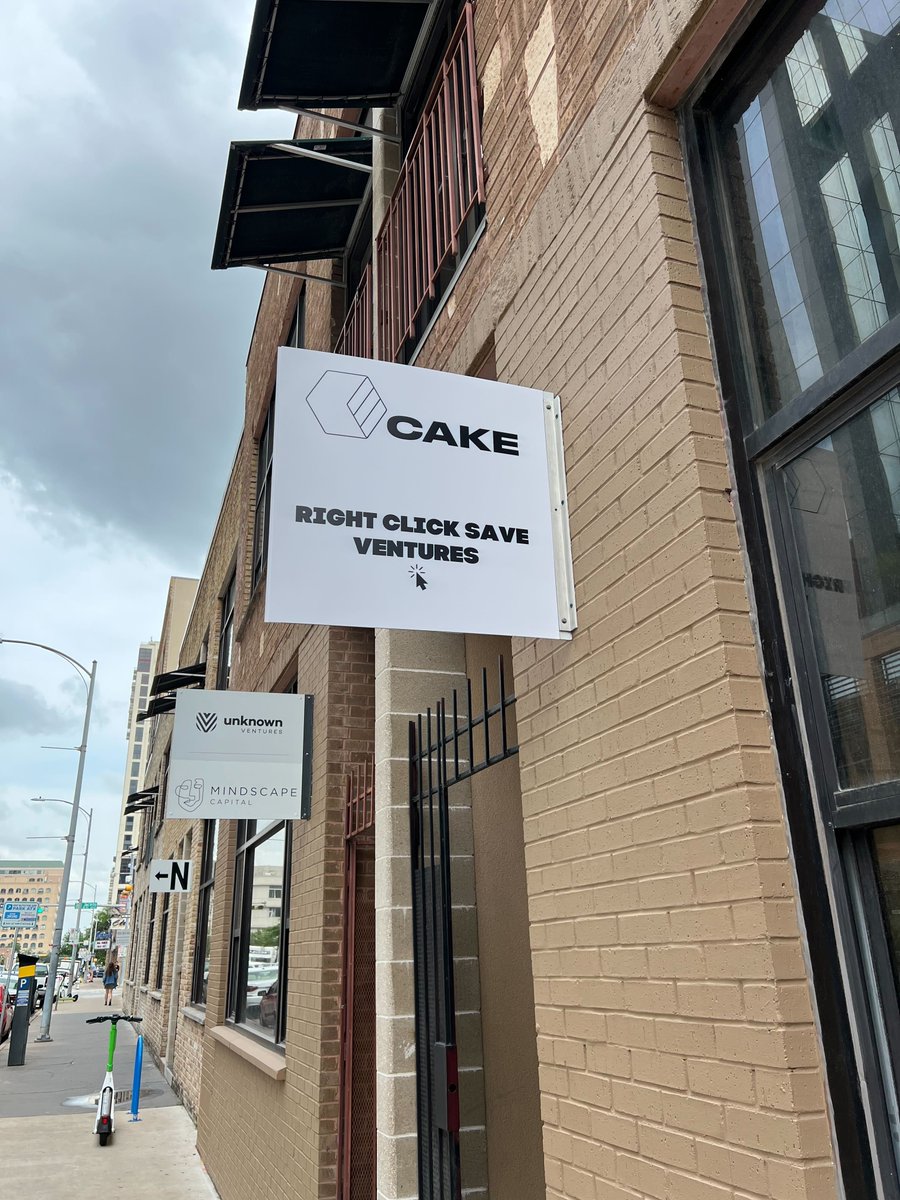 CAKE
RIGHT CLICK SAVE
VENTURES
unknown
VENTURES
MINDSCAPE
CAPITAL
←N
P